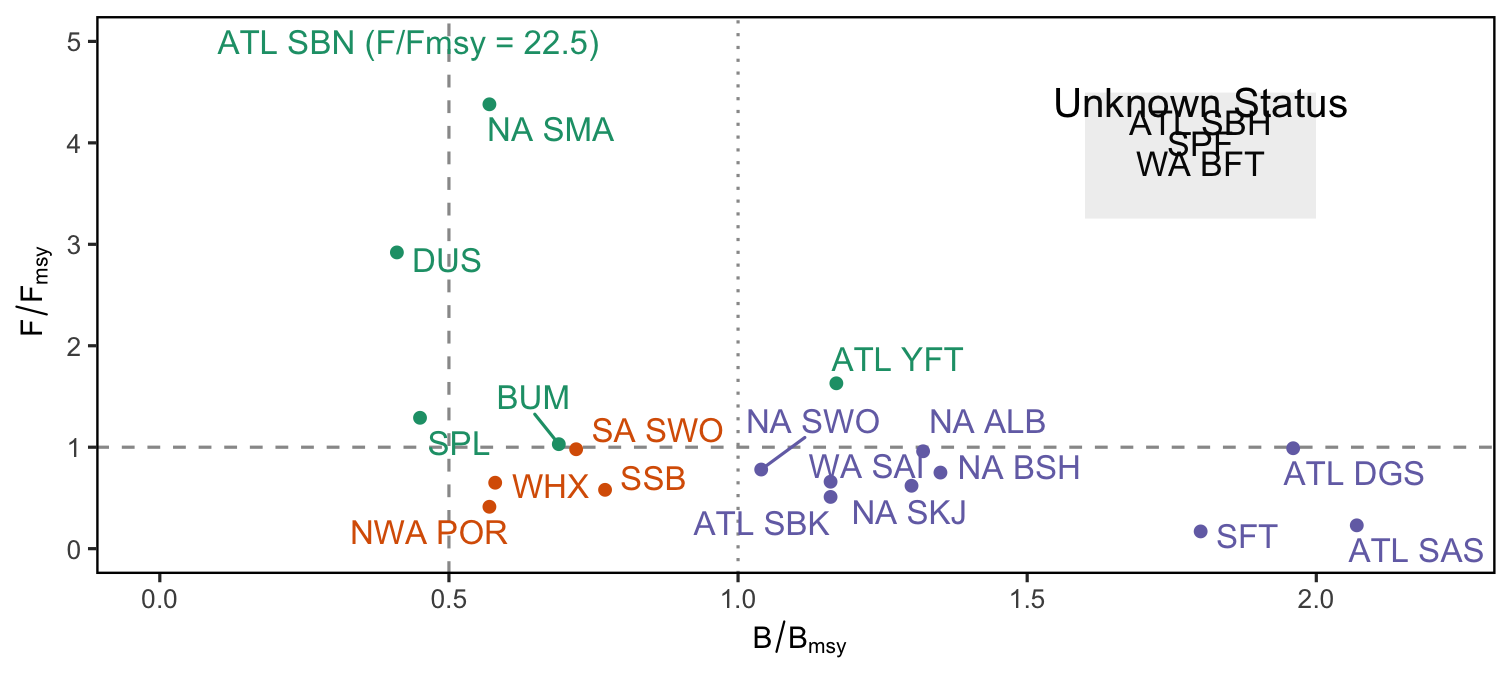 5
ATL SBN (F/Fmsy = 22.5)
Unknown Status
NA SMA
ATL SBH
4
SPF
WA BFT
3
DUS
F/Fmsy
2
ATL YFT
BUM
NA SWO
NA ALB
SA SWO
SPL
1
WA SAI
NA BSH
ATL DGS
WHX
SSB
NA SKJ
NWA POR
ATL SBK
SFT
ATL SAS
0
0.0
0.5
1.0
1.5
2.0
B/Bmsy